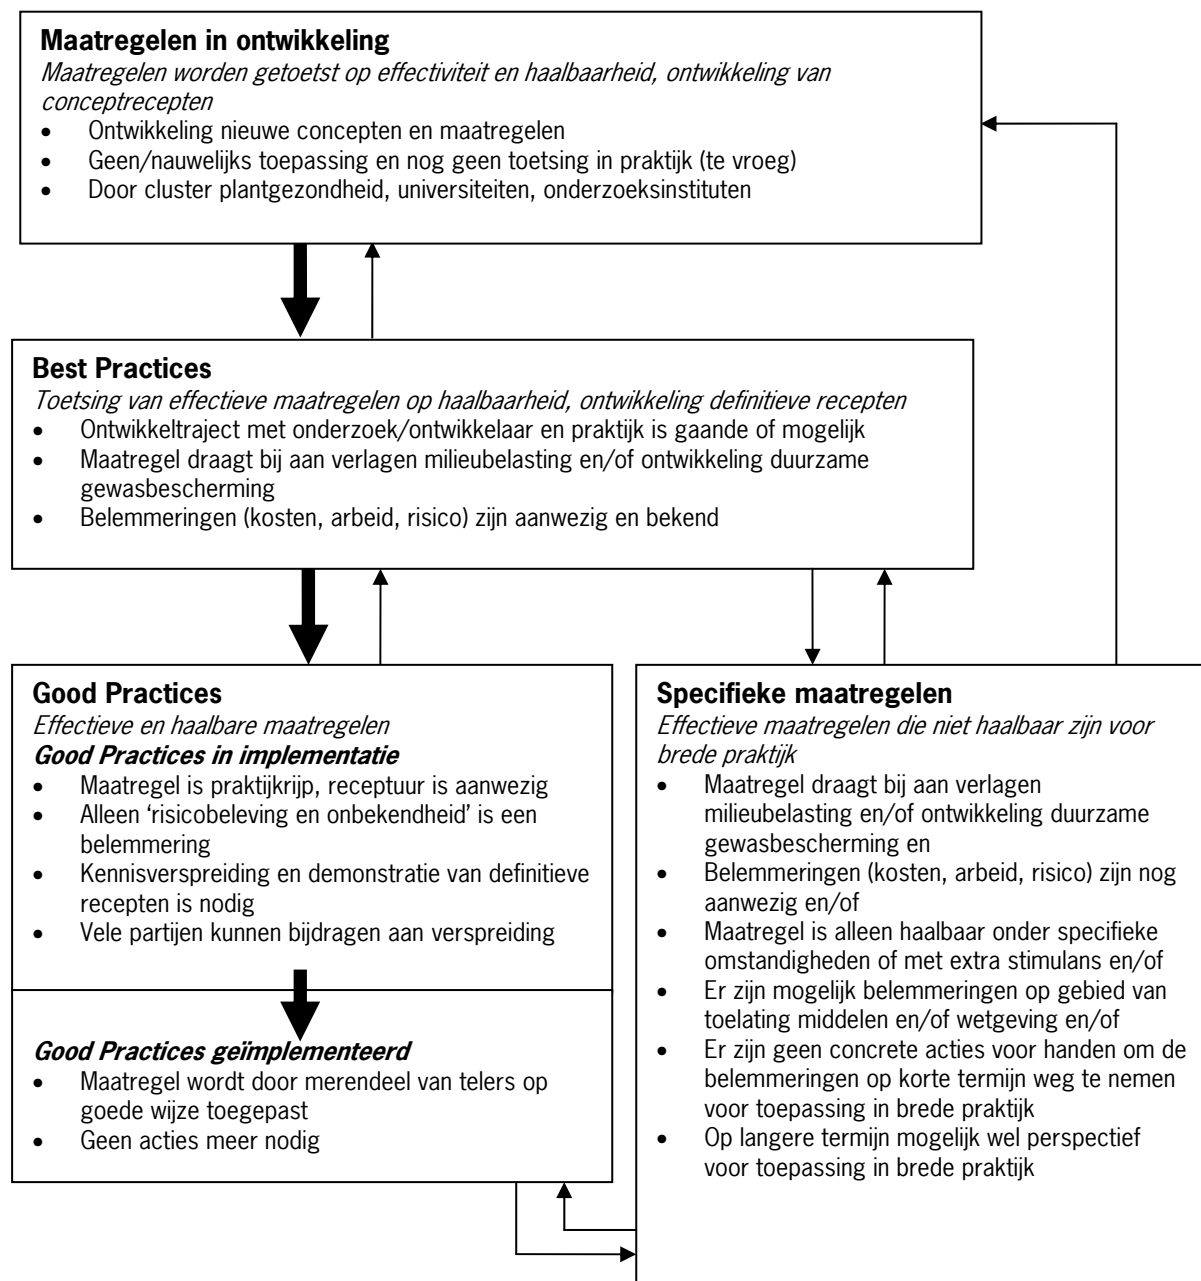 Maatregelen in ontwikkeling
Maatregelen worden getoetst op effectiviteit en haalbaarheid, ontwikkeling van
conceptrecepten
• Ontwikkeling nieuwe concepten en maatregelen
• Geen/nauwelijks toepassing en nog geen toetsing in praktijk (te vroeg)
• Door cluster plantgezondheid, universiteiten, onderzoeksinstituten
Best Practices
Toetsing van effectieve maatregelen op haalbaarheid, ontwikkeling definitieve recepten
• Ontwikkeltraject met onderzoek/ontwikkelaar en praktijk is gaande of mogelijk
• Maatregel draagt bij aan verlagen milieubelasting en/of ontwikkeling duurzame
gewasbescherming
• Belemmeringen (kosten, arbeid, risico) zijn aanwezig en bekend
Good Practices
Effectieve en haalbare maatregelen
Good Practices in implementatie
• Maatregel is praktijkrijp, receptuur is aanwezig
• Alleen ‘risicobeleving en onbekendheid’ is een
belemmering
• Kennisverspreiding en demonstratie van definitieve
recepten is nodig
• Vele partijen kunnen bijdragen aan verspreiding
Good Practices geïmplementeerd
• Maatregel wordt door merendeel van telers op
goede wijze toegepast
• Geen acties meer nodig
Specifieke maatregelen
Effectieve maatregelen die niet haalbaar zijn voor
brede praktijk
• Maatregel draagt bij aan verlagen
milieubelasting en/of ontwikkeling duurzame
gewasbescherming en
• Belemmeringen (kosten, arbeid, risico) zijn nog
aanwezig en/of
• Maatregel is alleen haalbaar onder specifieke
omstandigheden of met extra stimulans en/of
• Er zijn mogelijk belemmeringen op gebied van
toelating middelen en/of wetgeving en/of
• Er zijn geen concrete acties voor handen om de
belemmeringen op korte termijn weg te nemen
voor toepassing in brede praktijk
• Op langere termijn mogelijk wel perspectief
voor toepassing in brede praktijk